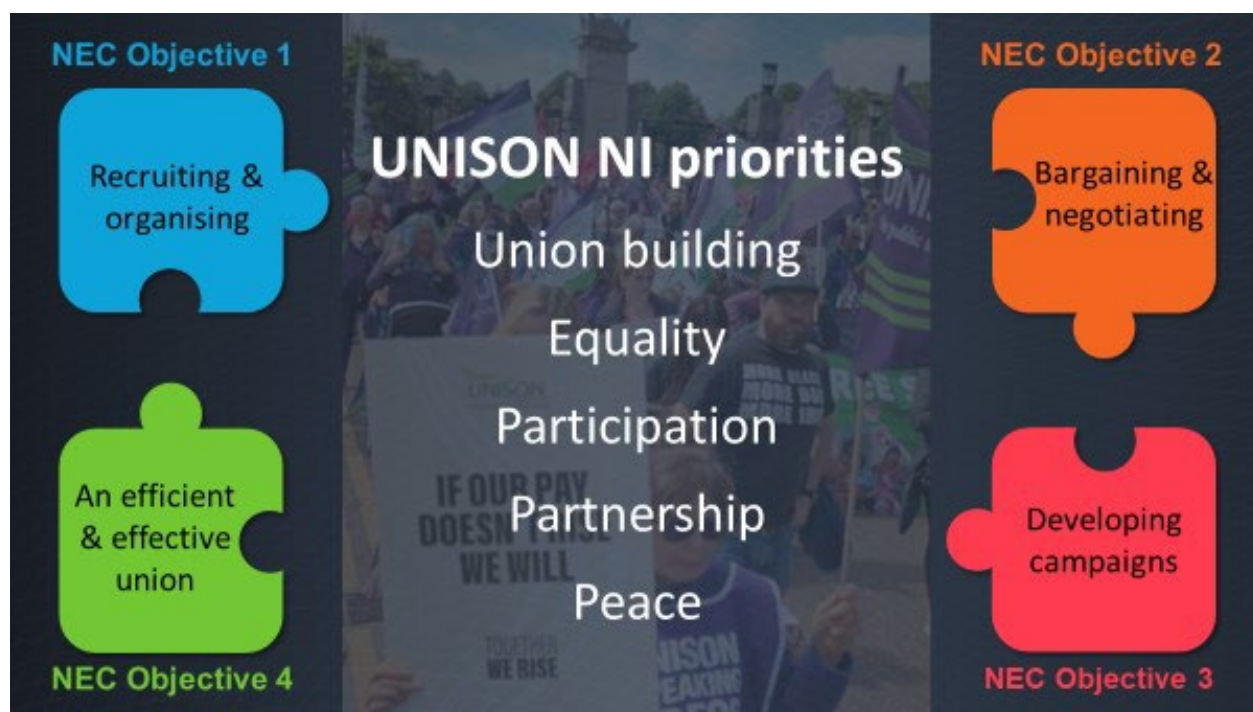 NEC Objective 1
Recruiting &
organising
NEC Objective 2
Bargaining &
negotiating
UNISON NI priorities
Union building
Equality
Participation
Partnership
Peace
UNISON
IF OUR PAY
DOESN'T RISE
WE WILL
TOGETHER
WE RISE
UNISON
An efficient
& effective
union
NEC Objective 4
Developing
campaigns
NEC Objective 3